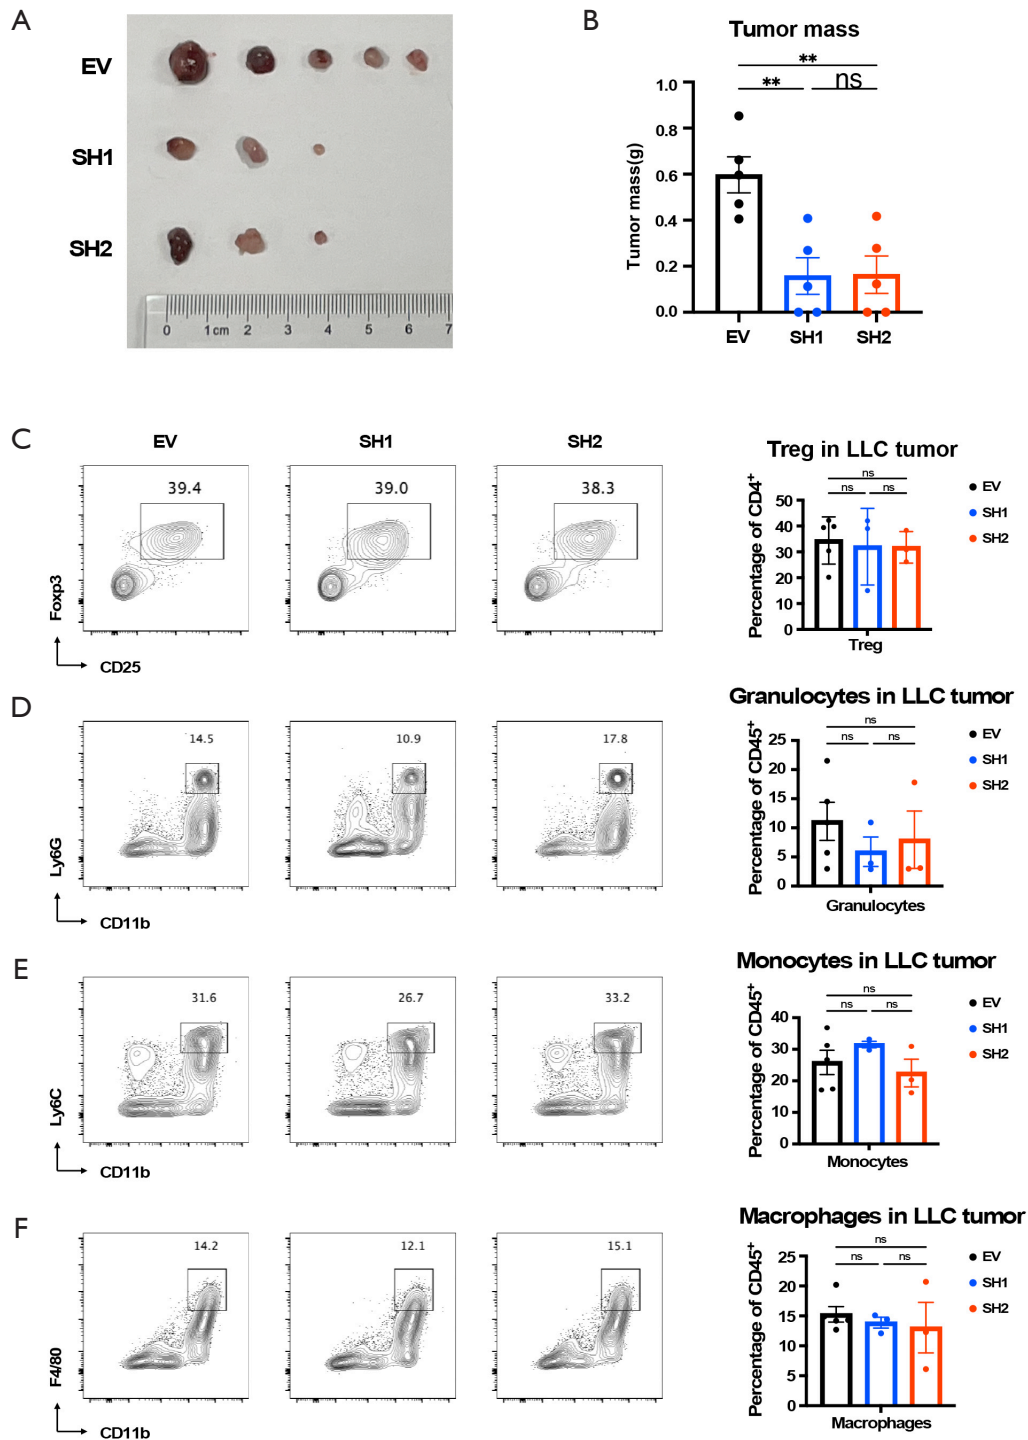 A
EV
SH1
SH2
0 1 cm 2 3 4 5 6 7
B
Tumor mass
**
** ns
Tumor mass(g)
1.0
0.8
0.6
0.4
0.2
0.0
EV SH1 SH2
C
EV SH1 SH2
39.4 39.0 38.3
Foxp3
CD25
Treg in LLC tumor
ns
ns ns
Percentage of CD4+
50
40
30
20
10
0
Treg
EV
SH1
SH2
D
14.5 10.9 17.8
Ly6G
CD11b
Granulocytes in LLC tumor
ns
ns ns
Percentage of CD45+
25
20
15
10
5
0
Granulocytes
EV
SH1
SH2
E
31.6 26.7 33.2
Ly6C
CD11b
Monocytes in LLC tumor
ns
ns ns
Percentage of CD45+
40
30
20
10
0
Monocytes
EV
SH1
SH2
F
14.2 12.1 15.1
F4/80
CD11b
Macrophages in LLC tumor
ns
ns ns
Percentage of CD45+
25
20
15
10
5
0
Macrophages
EV
SH1
SH2